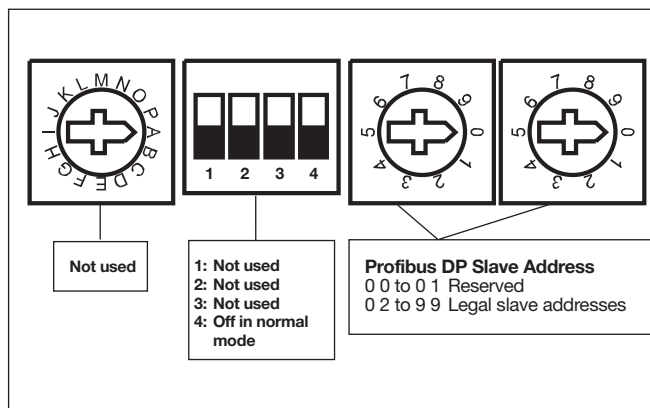 A B C D E F G H I J K L M N O P
1 2 3 4
0 1 2 3 4 5 6 7 8 9
0 1 2 3 4 5 6 7 8 9
Not used
1: Not used
2: Not used
3: Not used
4: Off in normal
mode
Profibus DP Slave Address
0 0 to 0 1 Reserved
0 2 to 9 9 Legal slave addresses